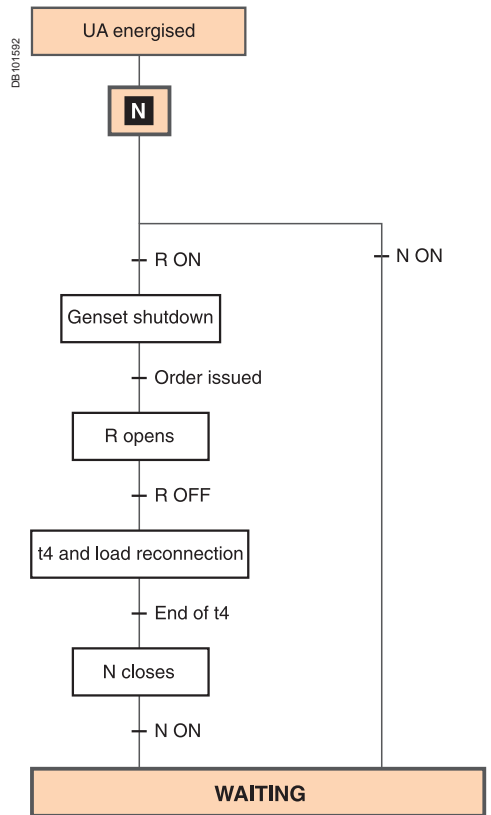 UA energised
DB101592
N
R ON
N ON
Genset shutdown
Order issued
R opens
R OFF
t4 and load reconnection
End of t4
N closes
N ON
WAITING